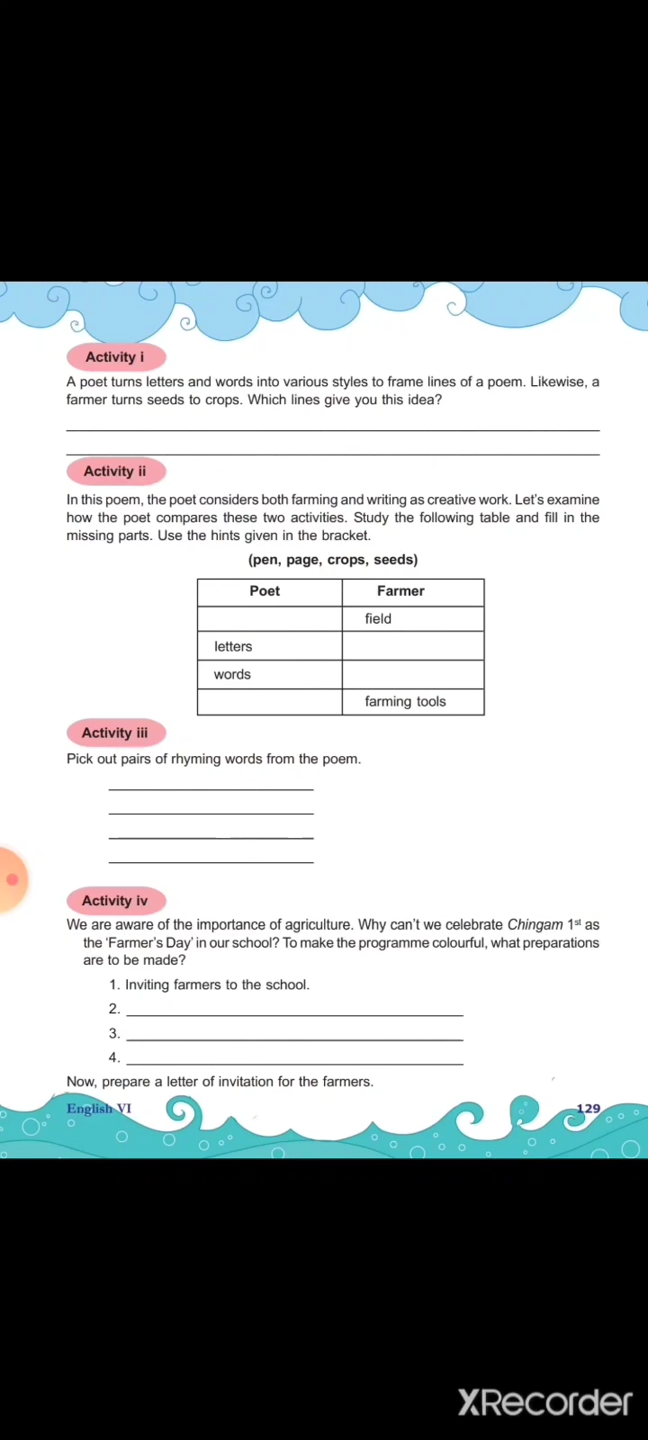 Activity i
A poet turns letters and words into various styles to frame lines of a poem. Likewise, a
farmer turns seeds to crops. Which lines give you this idea?
Activity ii
In this poem, the poet considers both farming and writing as creative work. Let's examine
how the poet compares these two activities. Study the following table and fill in the
missing parts. Use the hints given in the bracket.
(pen, page, crops, seeds)
Poet Farmer
field
letters
words
farming tools
Activity iii
Pick out pairs of rhyming words from the poem.
Activity iv
We are aware of the importance of agriculture. Why can't we celebrate Chingam 1st as
the 'Farmer's Day' in our school? To make the programme colourful, what preparations
are to be made?
1. Inviting farmers to the school.
2.
3.
4.
Now, prepare a letter of invitation for the farmers.
English VI 129
XRecorder